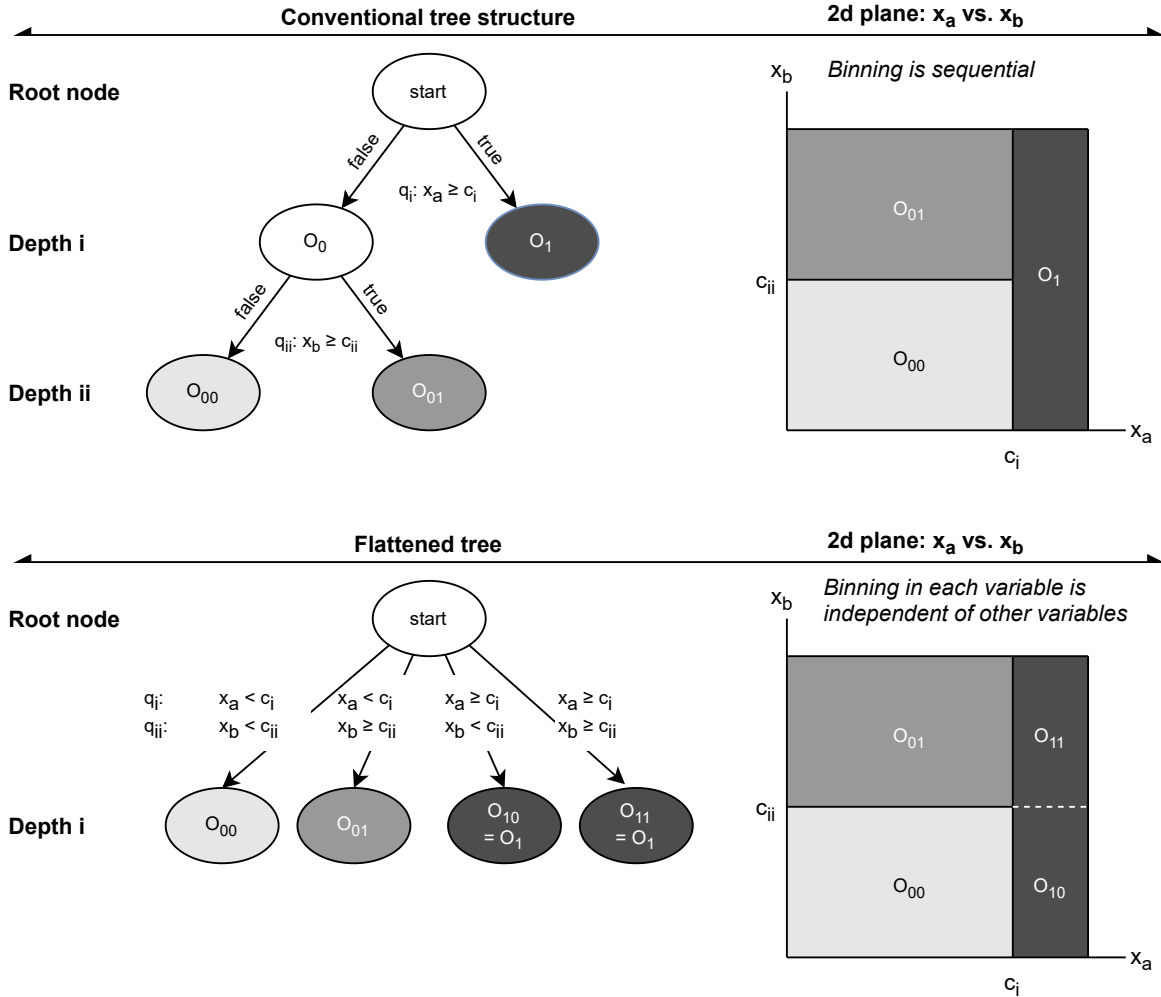 Conventional tree structure
2d plane: xa vs. xb
Root node
start
xb
Binning is sequential
false
true
qi: xa ≥ ci
Depth i
O0
O1
O01
cii
O1
false
true
qii: xb ≥ cii
O00
Depth ii
O00
O01
xa
ci
Flattened tree
2d plane: xa vs. xb
Root node
start
xb
Binning in each variable is
independent of other variables
qi: xa < ci xa < ci xa ≥ ci xa ≥ ci
qii: xb < cii xb ≥ cii xb < cii xb ≥ cii
O01
O11
cii
Depth i
O00
O01
O10
= O1
O11
= O1
O00
O10
xa
ci